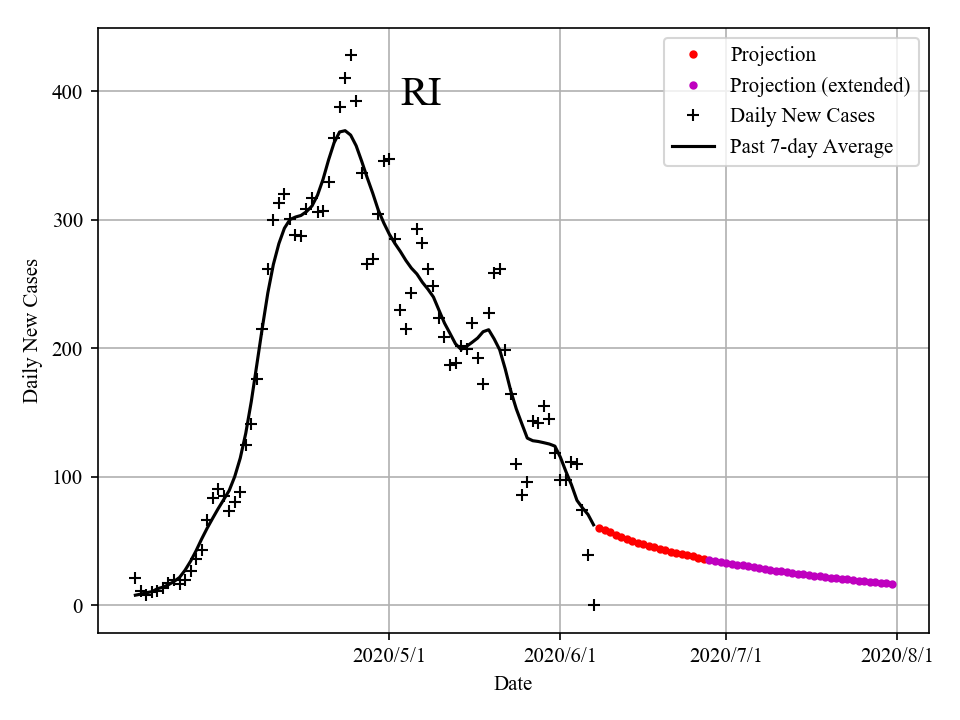 RI
Projection
Projection (extended)
Daily New Cases
Past 7-day Average
Daily New Cases
400
300
200
100
0
2020/5/1 2020/6/1 2020/7/1 2020/8/1
Date